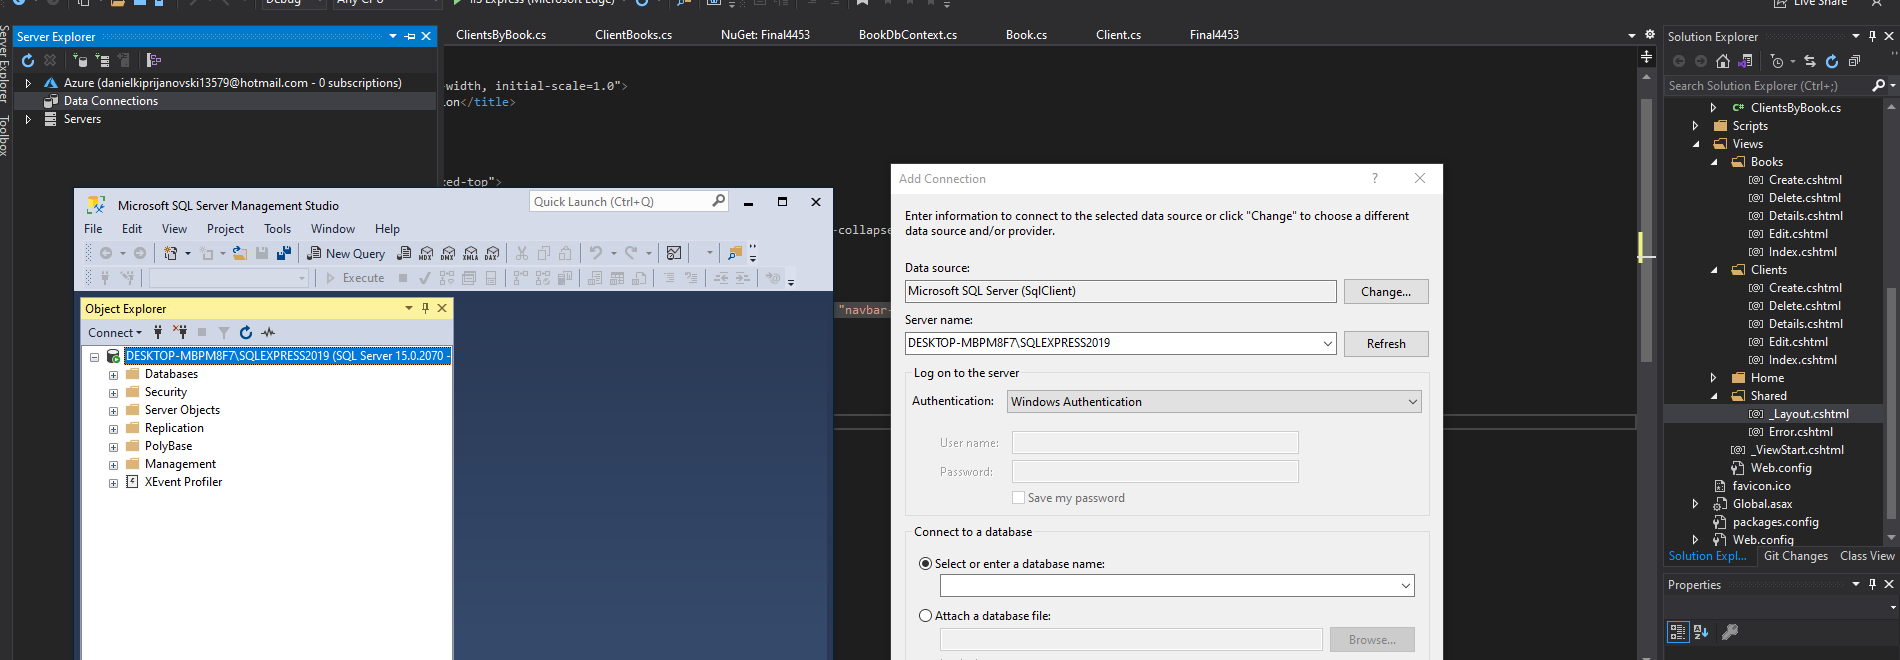 Debug
Any CPU
IIS Express (Microsoft Edge)
Live Share
Server Explorer
Toolbox
Server Explorer
Azure (danielkiprijanovski13579@hotmail.com - 0 subscriptions)
Data Connections
Servers
ClientsByBook.cs
ClientBooks.cs
NuGet: Final4453
BookDbContext.cs
Book.cs
Client.cs
Final4453
-width, initial-scale=1.0">
ion</title>
ked-top">
-collapse
"navbar-
Microsoft SQL Server Management Studio
Quick Launch (Ctrl+Q)
File
Edit
View
Project
Tools
Window
Help
New Query
MDX
DMX
XMLA
DAX
Execute
Object Explorer
Connect
DESKTOP-MBPM8F7\SQLEXPRESS2019 (SQL Server 15.0.2070 -
Databases
Security
Server Objects
Replication
PolyBase
Management
XEvent Profiler
Add Connection
?
Enter information to connect to the selected data source or click "Change" to choose a different
data source and/or provider.
Data source:
Microsoft SQL Server (SqlClient)
Change...
Server name:
DESKTOP-MBPM8F7\SQLEXPRESS2019
Refresh
Log on to the server
Authentication:
Windows Authentication
User name:
Password:
Save my password
Connect to a database
Select or enter a database name:
Attach a database file:
Browse...
Solution Explorer
Search Solution Explorer (Ctrl+;)
C# ClientsByBook.cs
Scripts
Views
Books
[@] Create.cshtml
[@] Delete.cshtml
[@] Details.cshtml
[@] Edit.cshtml
[@] Index.cshtml
Clients
[@] Create.cshtml
[@] Delete.cshtml
[@] Details.cshtml
[@] Edit.cshtml
[@] Index.cshtml
Home
Shared
[@] _Layout.cshtml
[@] Error.cshtml
[@] _ViewStart.cshtml
Web.config
favicon.ico
Global.asax
packages.config
Web.config
Solution Expl...
Git Changes
Class View
Properties